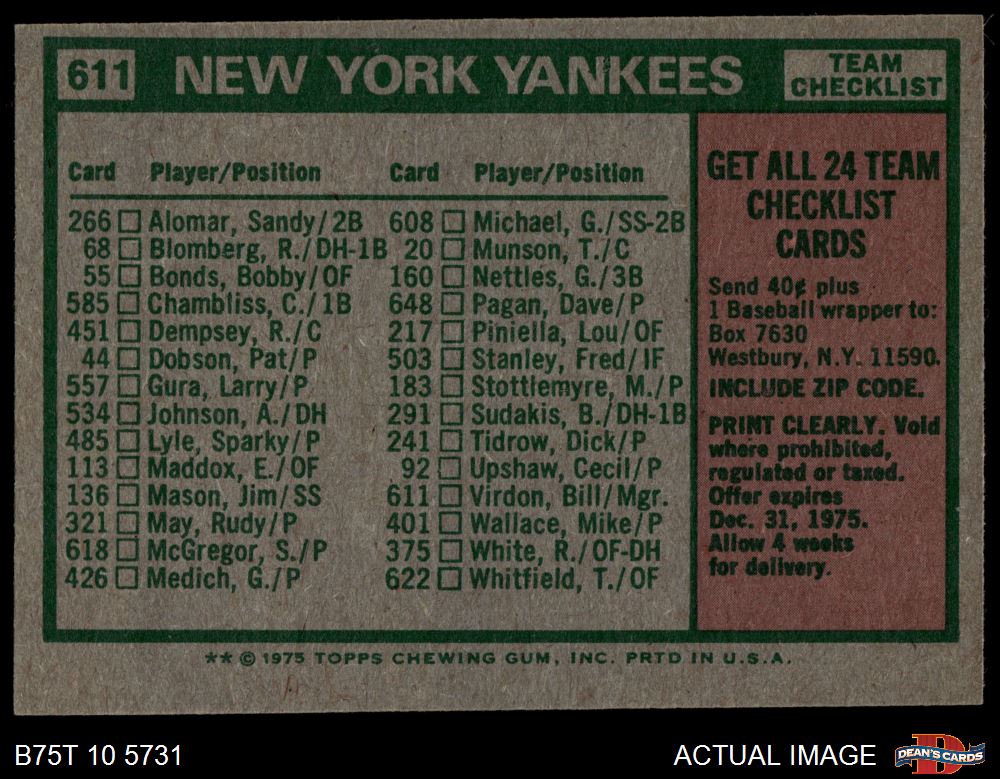 611 NEW YORK YANKEES TEAM CHECKLIST
Card Player/Position
266 Alomar, Sandy/2B
68 Blomberg, R./DH-1B
55 Bonds, Bobby/OF
585 Chambliss, C./1B
451 Dempsey, R./C
44 Dobson, Pat/P
557 Gura, Larry/P
534 Johnson, A./DH
485 Lyle, Sparky/P
113 Maddox, E./OF
136 Mason, Jim/SS
321 May, Rudy/P
618 McGregor, S./P
426 Medich, G./P
Card Player/Position
608 Michael, G./SS-2B
20 Munson, T./C
160 Nettles, G./3B
648 Pagan, Dave/P
217 Piniella, Lou/OF
503 Stanley, Fred/IF
183 Stottlemyre, M./P
291 Sudakis, B./DH-1B
241 Tidrow, Dick/P
92 Upshaw, Cecil/P
611 Virdon, Bill/Mgr.
401 Wallace, Mike/P
375 White, R./OF-DH
622 Whitfield, T./OF
GET ALL 24 TEAM
CHECKLIST
CARDS
Send 40¢ plus
1 Baseball wrapper to:
Box 7630
Westbury, N.Y. 11590.
INCLUDE ZIP CODE.
PRINT CLEARLY. Void
where prohibited,
regulated or taxed.
Offer expires
Dec. 31, 1975.
Allow 4 weeks
for delivery.
** © 1975 TOPPS CHEWING GUM, INC. PRTD IN U.S.A.
B75T 10 5731
ACTUAL IMAGE
DEAN'S CARDS